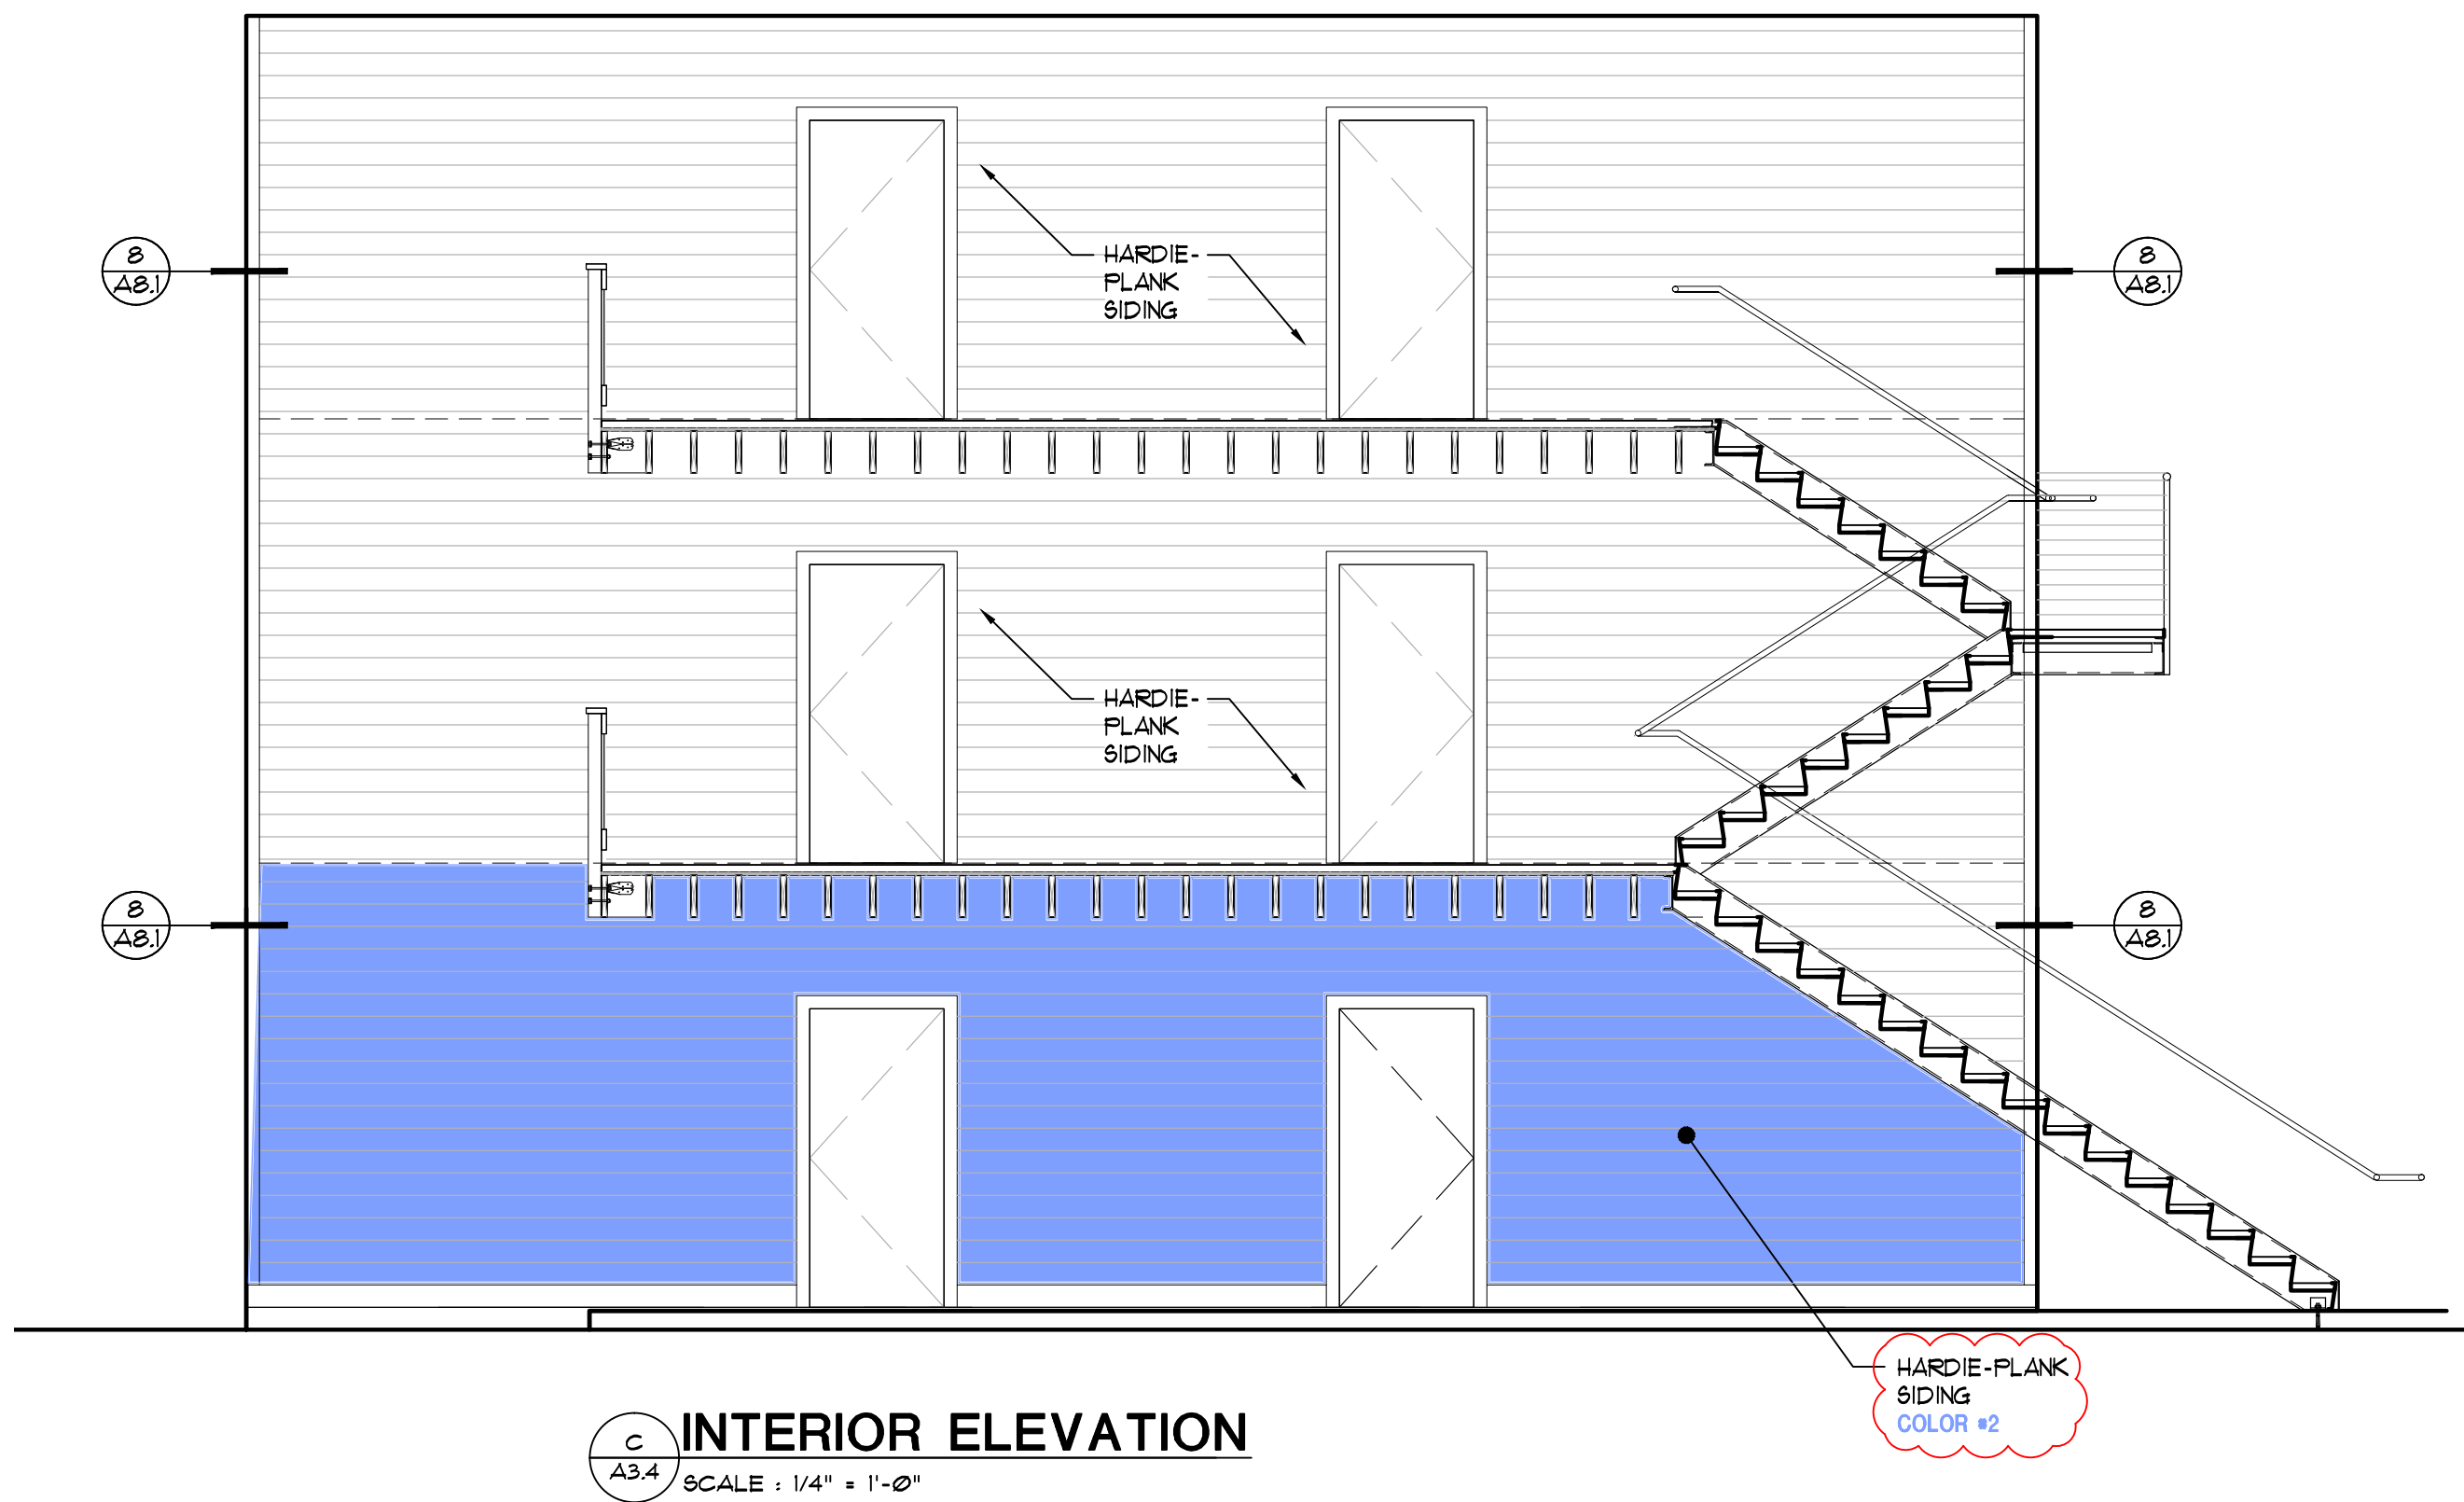 HARDIE-
PLANK
SIDING
8
A8.1
8
A8.1
HARDIE-
PLANK
SIDING
8
A8.1
8
A8.1
HARDIE-PLANK
SIDING
COLOR #2
C
A3.4
INTERIOR ELEVATION
SCALE : 1/4" = 1'-0"